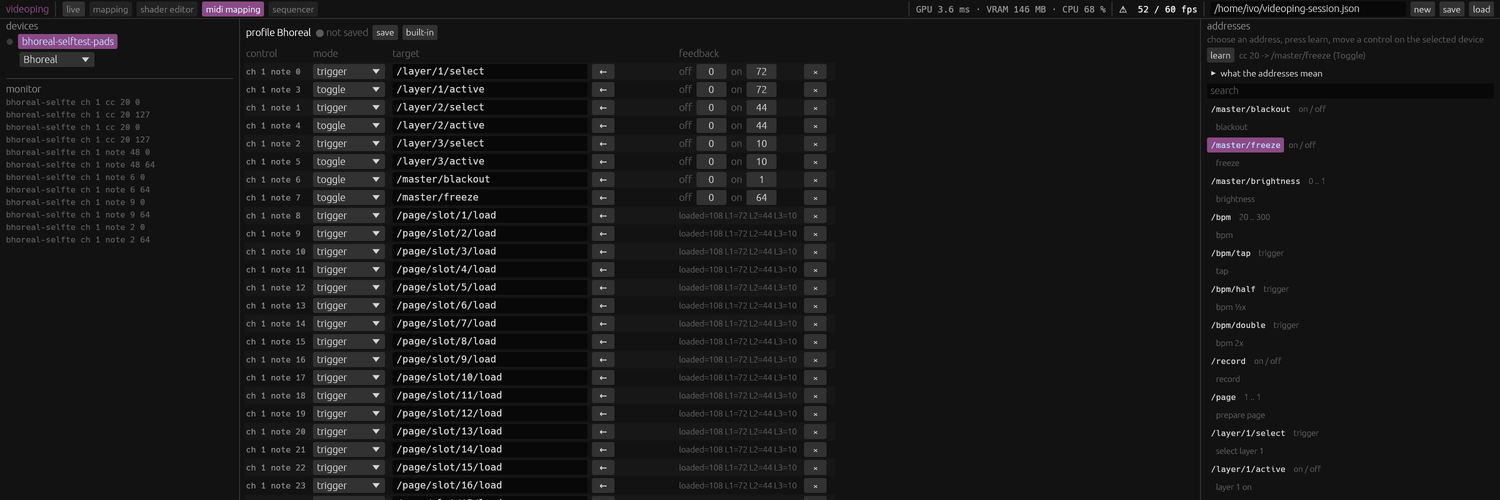 videoping live mapping shader editor midi mapping sequencer GPU 3.6 ms · VRAM 146 MB · CPU 68 % ⚠ 52 / 60 fps /home/ivo/videoping-session.json new save load
devices
bhoreal-selftest-pads
Bhoreal
monitor
bhoreal-selfte ch 1 cc 20 0
bhoreal-selfte ch 1 cc 20 127
bhoreal-selfte ch 1 cc 20 0
bhoreal-selfte ch 1 cc 20 127
bhoreal-selfte ch 1 note 48 0
bhoreal-selfte ch 1 note 48 64
bhoreal-selfte ch 1 note 6 0
bhoreal-selfte ch 1 note 6 64
bhoreal-selfte ch 1 note 9 0
bhoreal-selfte ch 1 note 9 64
bhoreal-selfte ch 1 note 2 0
bhoreal-selfte ch 1 note 2 64
profile Bhoreal not saved save built-in
control mode target feedback
ch 1 note 0 trigger /layer/1/select ← off 0 on 72 ×
ch 1 note 3 toggle /layer/1/active ← off 0 on 72 ×
ch 1 note 1 trigger /layer/2/select ← off 0 on 44 ×
ch 1 note 4 toggle /layer/2/active ← off 0 on 44 ×
ch 1 note 2 trigger /layer/3/select ← off 0 on 10 ×
ch 1 note 5 toggle /layer/3/active ← off 0 on 10 ×
ch 1 note 6 toggle /master/blackout ← off 0 on 1 ×
ch 1 note 7 toggle /master/freeze ← off 0 on 64 ×
ch 1 note 8 trigger /page/slot/1/load ← loaded=108 L1=72 L2=44 L3=10 ×
ch 1 note 9 trigger /page/slot/2/load ← loaded=108 L1=72 L2=44 L3=10 ×
ch 1 note 10 trigger /page/slot/3/load ← loaded=108 L1=72 L2=44 L3=10 ×
ch 1 note 11 trigger /page/slot/4/load ← loaded=108 L1=72 L2=44 L3=10 ×
ch 1 note 12 trigger /page/slot/5/load ← loaded=108 L1=72 L2=44 L3=10 ×
ch 1 note 13 trigger /page/slot/6/load ← loaded=108 L1=72 L2=44 L3=10 ×
ch 1 note 14 trigger /page/slot/7/load ← loaded=108 L1=72 L2=44 L3=10 ×
ch 1 note 15 trigger /page/slot/8/load ← loaded=108 L1=72 L2=44 L3=10 ×
ch 1 note 16 trigger /page/slot/9/load ← loaded=108 L1=72 L2=44 L3=10 ×
ch 1 note 17 trigger /page/slot/10/load ← loaded=108 L1=72 L2=44 L3=10 ×
ch 1 note 18 trigger /page/slot/11/load ← loaded=108 L1=72 L2=44 L3=10 ×
ch 1 note 19 trigger /page/slot/12/load ← loaded=108 L1=72 L2=44 L3=10 ×
ch 1 note 20 trigger /page/slot/13/load ← loaded=108 L1=72 L2=44 L3=10 ×
ch 1 note 21 trigger /page/slot/14/load ← loaded=108 L1=72 L2=44 L3=10 ×
ch 1 note 22 trigger /page/slot/15/load ← loaded=108 L1=72 L2=44 L3=10 ×
ch 1 note 23 trigger /page/slot/16/load ← loaded=108 L1=72 L2=44 L3=10 ×
addresses
choose an address, press learn, move a control on the selected device
learn cc 20 -> /master/freeze (Toggle)
what the addresses mean
search
/master/blackout on / off
blackout
/master/freeze on / off
freeze
/master/brightness 0 .. 1
brightness
/bpm 20 .. 300
bpm
/bpm/tap trigger
tap
/bpm/half trigger
bpm ½x
/bpm/double trigger
bpm 2x
/record on / off
record
/page 1 .. 1
prepare page
/layer/1/select trigger
select layer 1
/layer/1/active on / off
layer 1 on